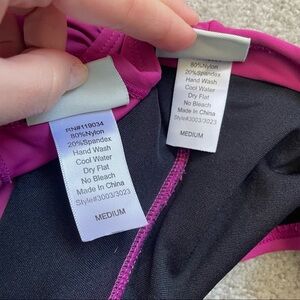 RN#119034
80%Nylon
20%Spandex
Hand Wash
Cool Water
Dry Flat
No Bleach
Made In China
Style#3003/3023
MEDIUM
80%Nylon
20%Spandex
Hand Wash
Cool Water
Dry Flat
No Bleach
Made In China
Style#3003/3023
MEDIUM